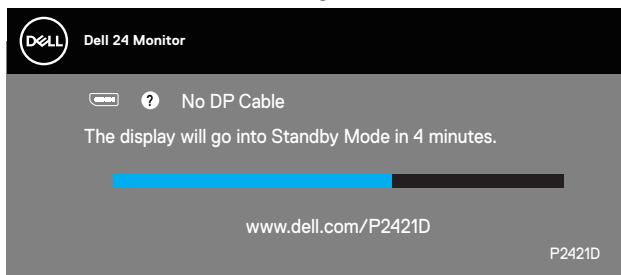 DELL
Dell 24 Monitor
? No DP Cable
The display will go into Standby Mode in 4 minutes.
www.dell.com/P2421D
P2421D